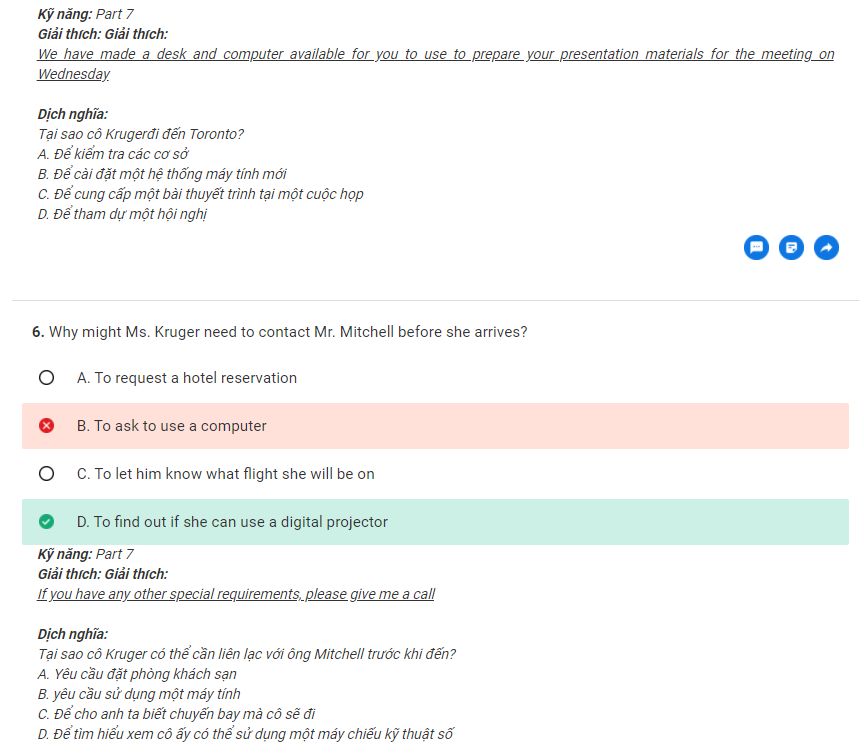 Kỹ năng: Part 7
Giải thích: Giải thích:
We have made a desk and computer available for you to use to prepare your presentation materials for the meeting on
Wednesday
Dịch nghĩa:
Tại sao cô Krugerđi đến Toronto?
A. Để kiểm tra các cơ sở
B. Để cài đặt một hệ thống máy tính mới
C. Để cung cấp một bài thuyết trình tại một cuộc họp
D. Để tham dự một hội nghị
6. Why might Ms. Kruger need to contact Mr. Mitchell before she arrives?
A. To request a hotel reservation
B. To ask to use a computer
C. To let him know what flight she will be on
D. To find out if she can use a digital projector
Kỹ năng: Part 7
Giải thích: Giải thích:
If you have any other special requirements, please give me a call
Dịch nghĩa:
Tại sao cô Kruger có thể cần liên lạc với ông Mitchell trước khi đến?
A. Yêu cầu đặt phòng khách sạn
B. yêu cầu sử dụng một máy tính
C. Để cho anh ta biết chuyến bay mà cô sẽ đi
D. Để tìm hiểu xem cô ấy có thể sử dụng một máy chiếu kỹ thuật số